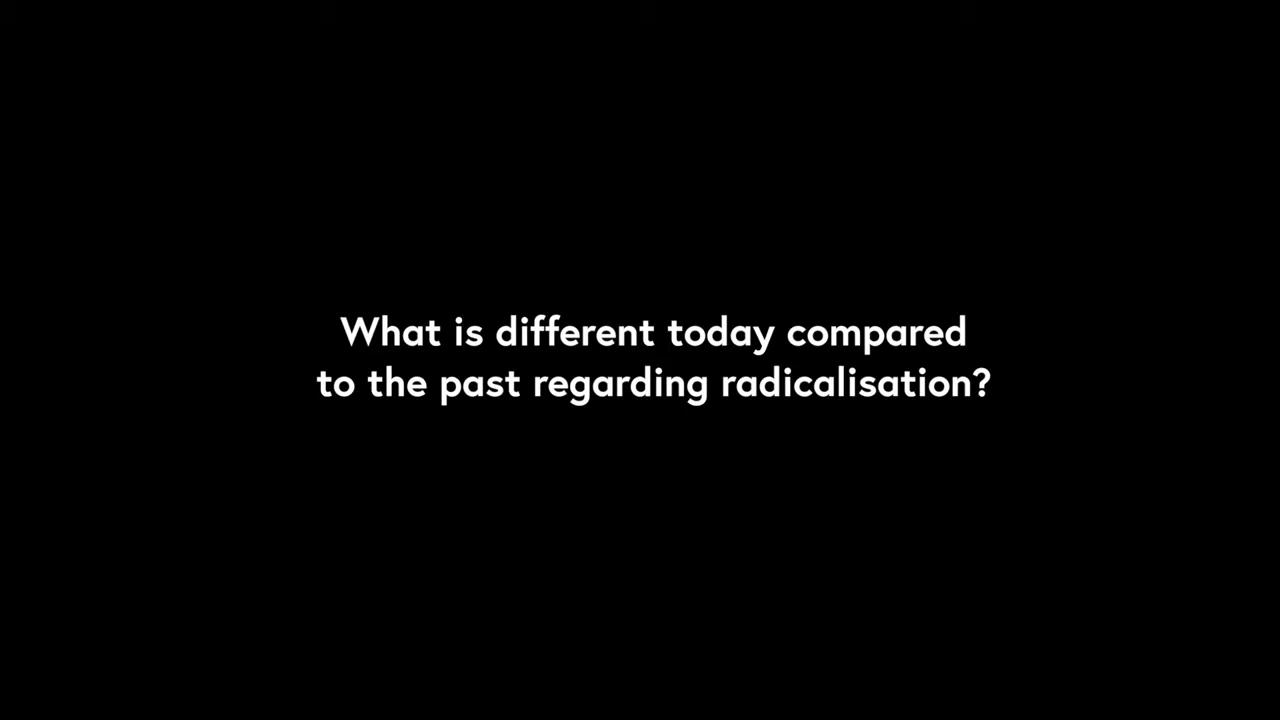 What is different today compared
to the past regarding radicalisation?